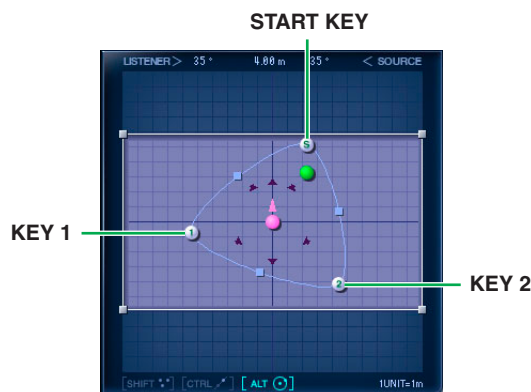 START KEY
LISTENER > 35° 4.00 m 35° < SOURCE
S
KEY 1
1
2
KEY 2
[SHIFT] [CTRL] [ALT] 1UNIT=1m